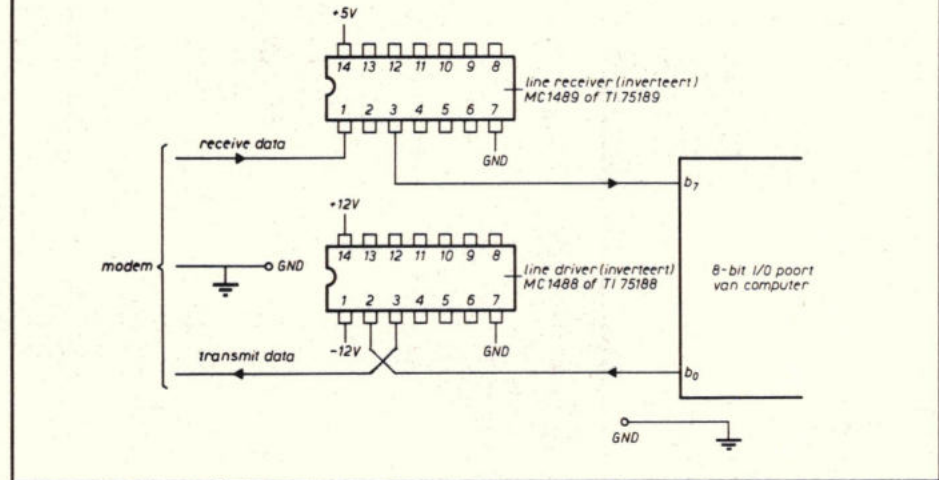 +5V
14 13 12 11 10 9 8
1 2 3 4 5 6 7
line receiver (inverteert)
MC1489 of TI 75189
GND
receive data
b7
+12V
14 13 12 11 10 9 8
1 2 3 4 5 6 7
line driver (inverteert)
MC1488 of TI 75188
modem
GND
8-bit I/O poort
van computer
-12V
GND
transmit data
b0
GND